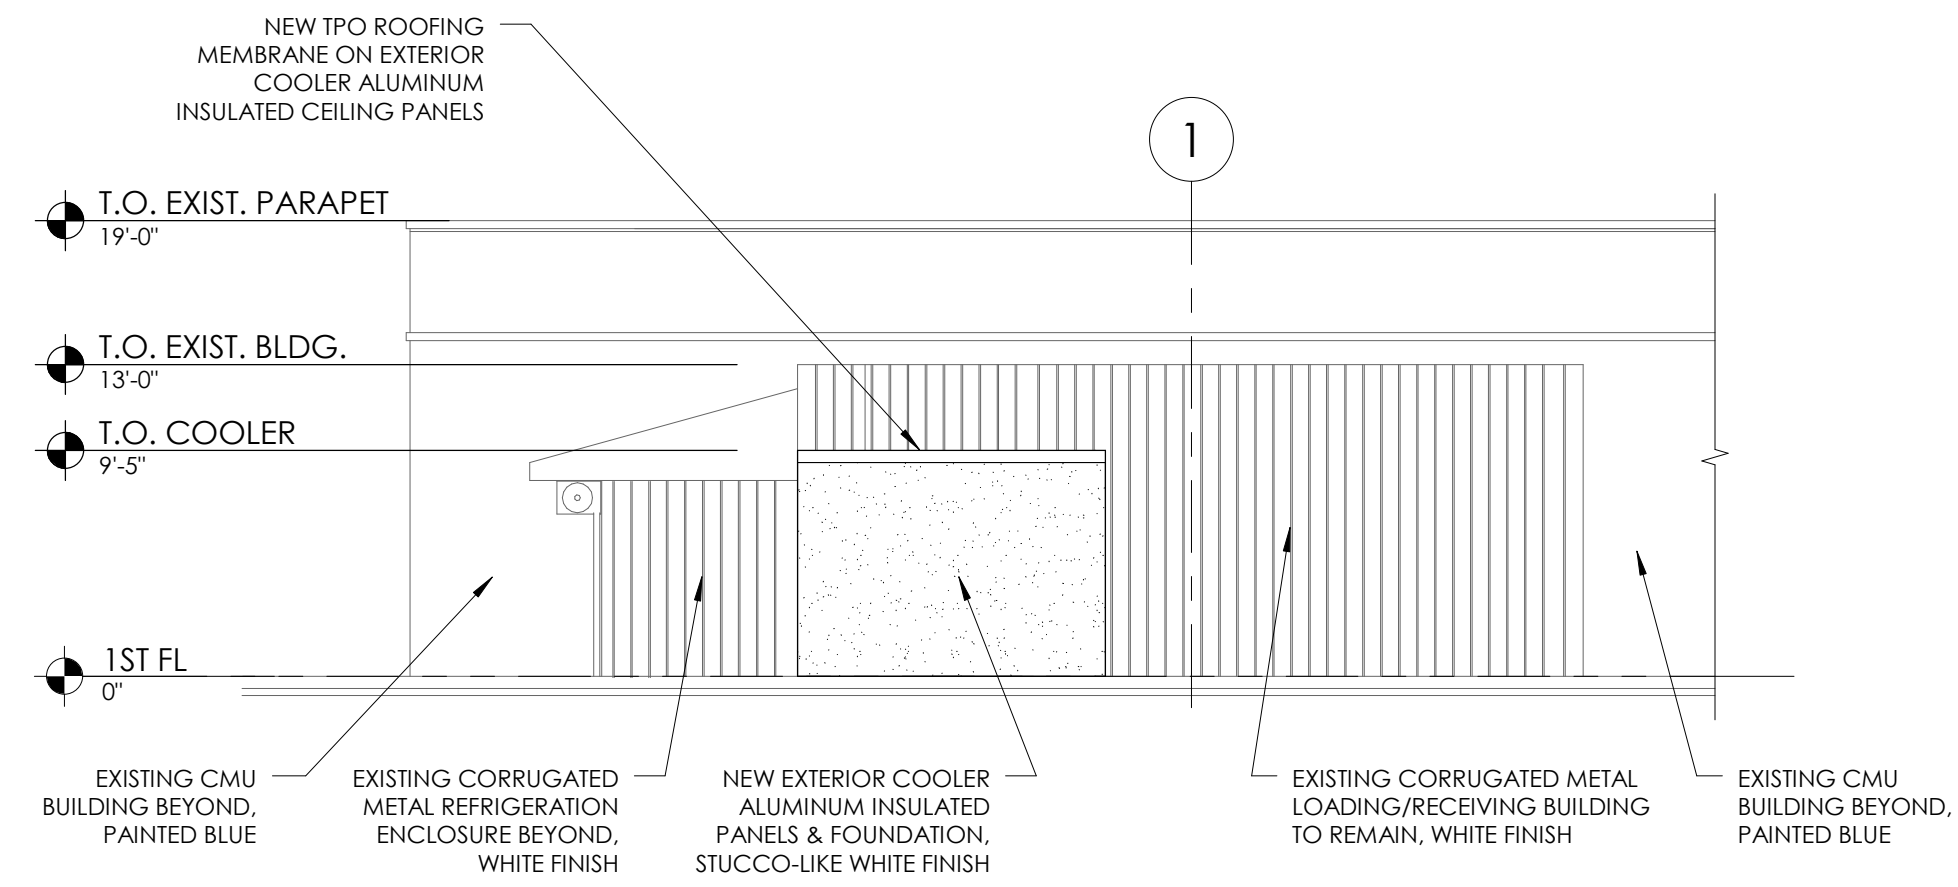 NEW TPO ROOFING
MEMBRANE ON EXTERIOR
COOLER ALUMINUM
INSULATED CEILING PANELS
1
T.O. EXIST. PARAPET
19'-0"
T.O. EXIST. BLDG.
13'-0"
T.O. COOLER
9'-5"
1ST FL
0"
EXISTING CMU
BUILDING BEYOND,
PAINTED BLUE
EXISTING CORRUGATED
METAL REFRIGERATION
ENCLOSURE BEYOND,
WHITE FINISH
NEW EXTERIOR COOLER
ALUMINUM INSULATED
PANELS & FOUNDATION,
STUCCO-LIKE WHITE FINISH
EXISTING CORRUGATED METAL
LOADING/RECEIVING BUILDING
TO REMAIN, WHITE FINISH
EXISTING CMU
BUILDING BEYOND,
PAINTED BLUE